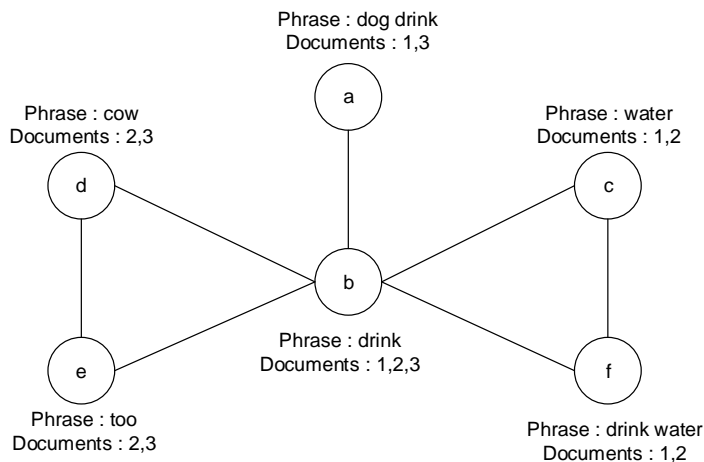 Phrase : dog drink
Documents : 1,3
a
Phrase : cow
Documents : 2,3
d
Phrase : water
Documents : 1,2
c
b
Phrase : drink
Documents : 1,2,3
e
Phrase : too
Documents : 2,3
f
Phrase : drink water
Documents : 1,2